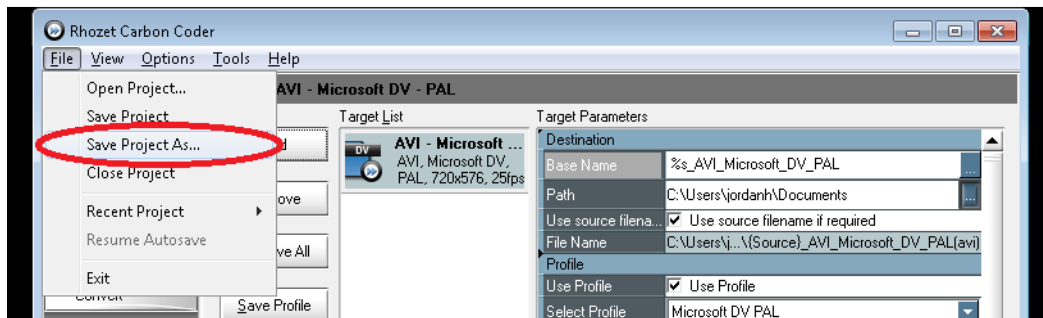 Rhozet Carbon Coder
File View Options Tools Help
Open Project...
Save Project
Save Project As...
Close Project
Recent Project
Resume Autosave
Exit
AVI - Microsoft DV - PAL
Target List
DV
AVI - Microsoft ...
AVI, Microsoft DV,
PAL, 720x576, 25fps
Save Profile
Target Parameters
Destination
Base Name %s_AVI_Microsoft_DV_PAL ...
Path C:\Users\jordanh\Documents ...
Use source filena... Use source filename if required
File Name C:\Users\j...\{Source}_AVI_Microsoft_DV_PAL(avi)
Profile
Use Profile Use Profile
Select Profile Microsoft DV PAL